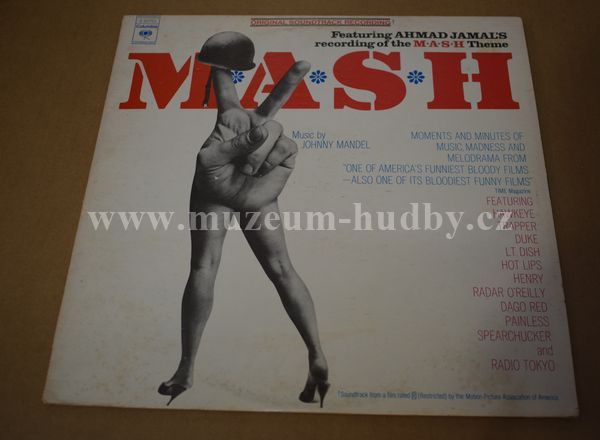 ORIGINAL SOUNDTRACK RECORDING†
Featuring AHMAD JAMAL'S
recording of the M·A·S·H Theme
M*A*S*H
Music by
JOHNNY MANDEL
MOMENTS AND MINUTES OF
MUSIC, MADNESS AND
MELODRAMA FROM
"ONE OF AMERICA'S FUNNIEST BLOODY FILMS
—ALSO ONE OF ITS BLOODIEST FUNNY FILMS"
TIME Magazine
FEATURING
HAWKEYE
TRAPPER
DUKE
LT. DISH
HOT LIPS
HENRY
RADAR O'REILLY
DAGO RED
PAINLESS
SPEARCHUCKER
and
RADIO TOKYO
www.muzeum-hudby.cz
†Soundtrack from a film rated R (Restricted) by the Motion Picture Association of America.